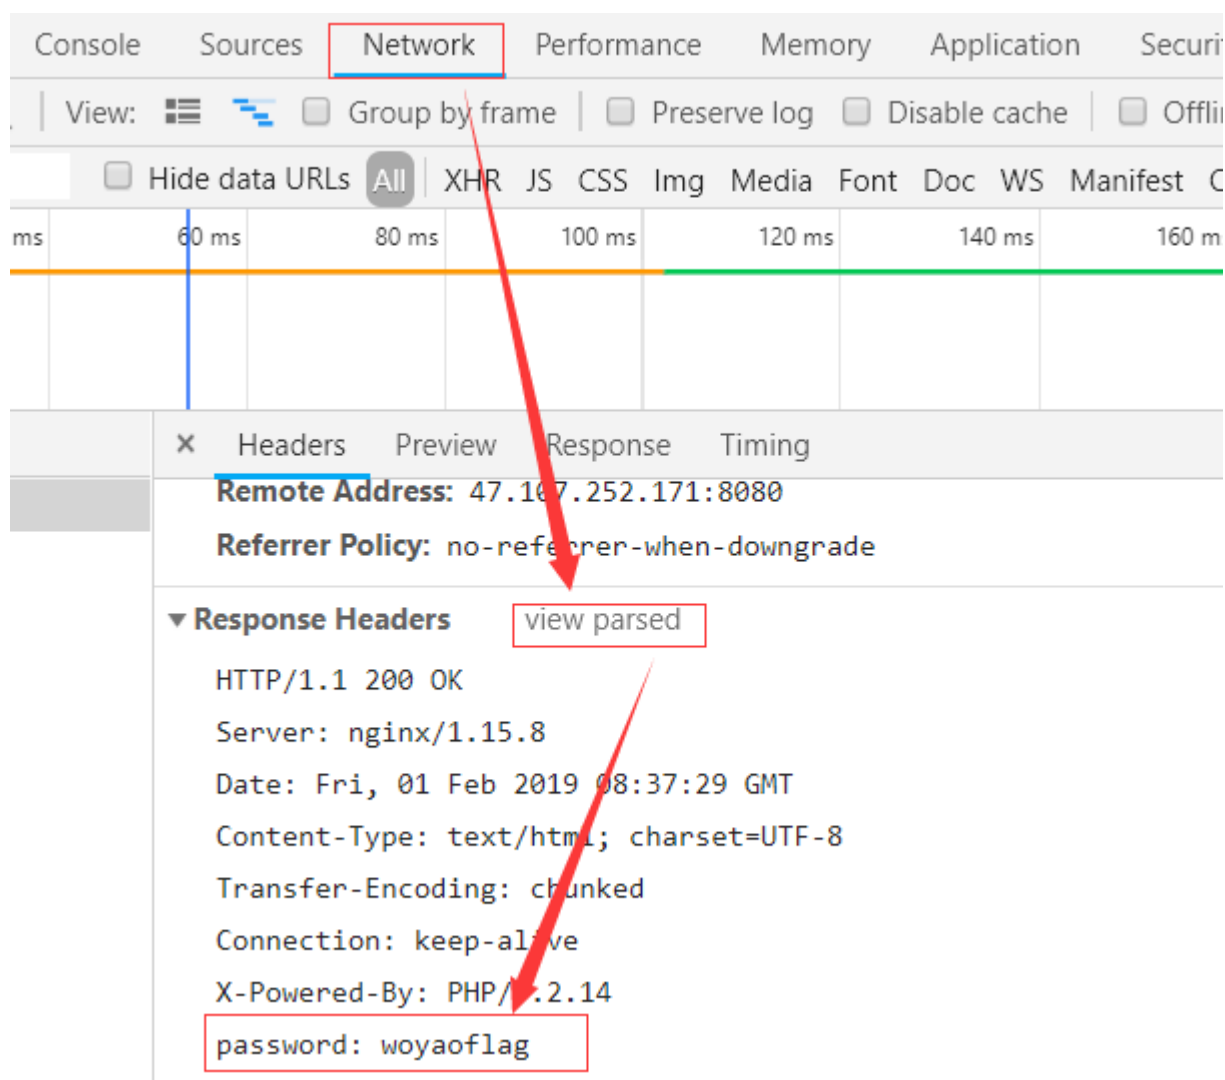 Console Sources Network Performance Memory Application Securi
View: Group by frame Preserve log Disable cache Offli
Hide data URLs All XHR JS CSS Img Media Font Doc WS Manifest
ms 60 ms 80 ms 100 ms 120 ms 140 ms 160 m
× Headers Preview Response Timing
Remote Address: 47.107.252.171:8080
Referrer Policy: no-referrer-when-downgrade
Response Headers view parsed
HTTP/1.1 200 OK
Server: nginx/1.15.8
Date: Fri, 01 Feb 2019 08:37:29 GMT
Content-Type: text/html; charset=UTF-8
Transfer-Encoding: chunked
Connection: keep-alive
X-Powered-By:
password: woyaoflag